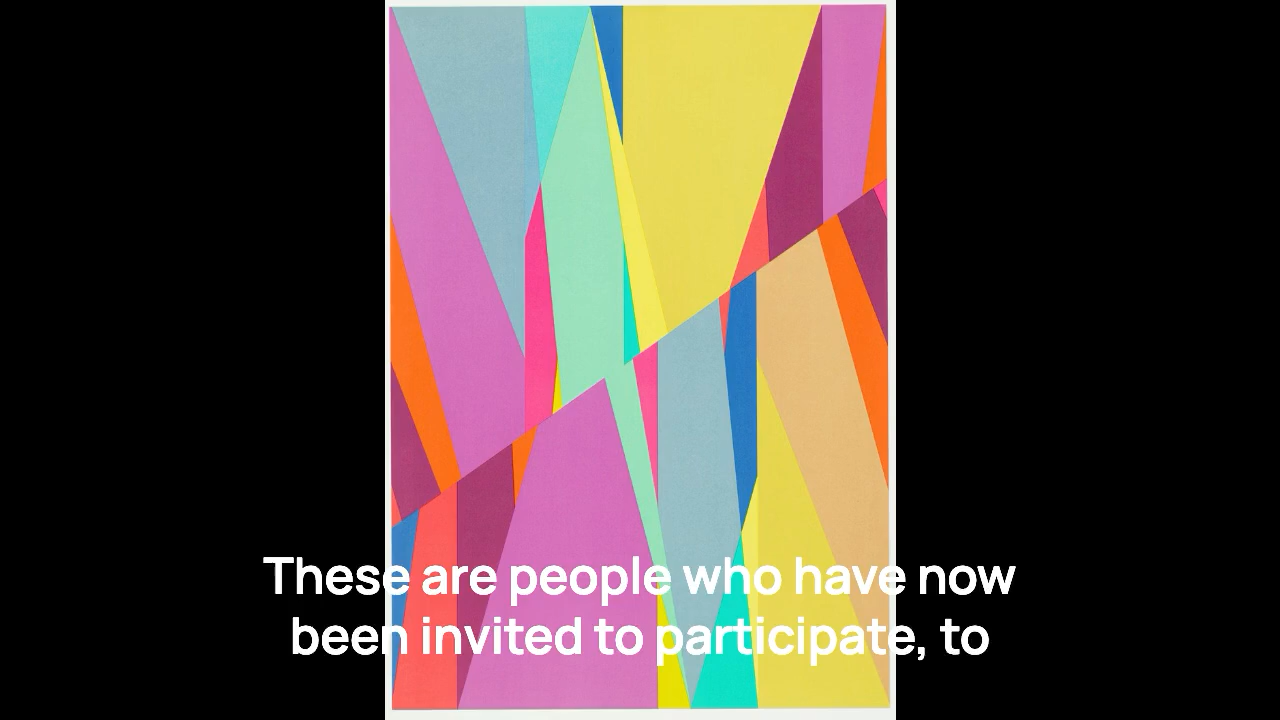 These are people who have now
been invited to participate, to